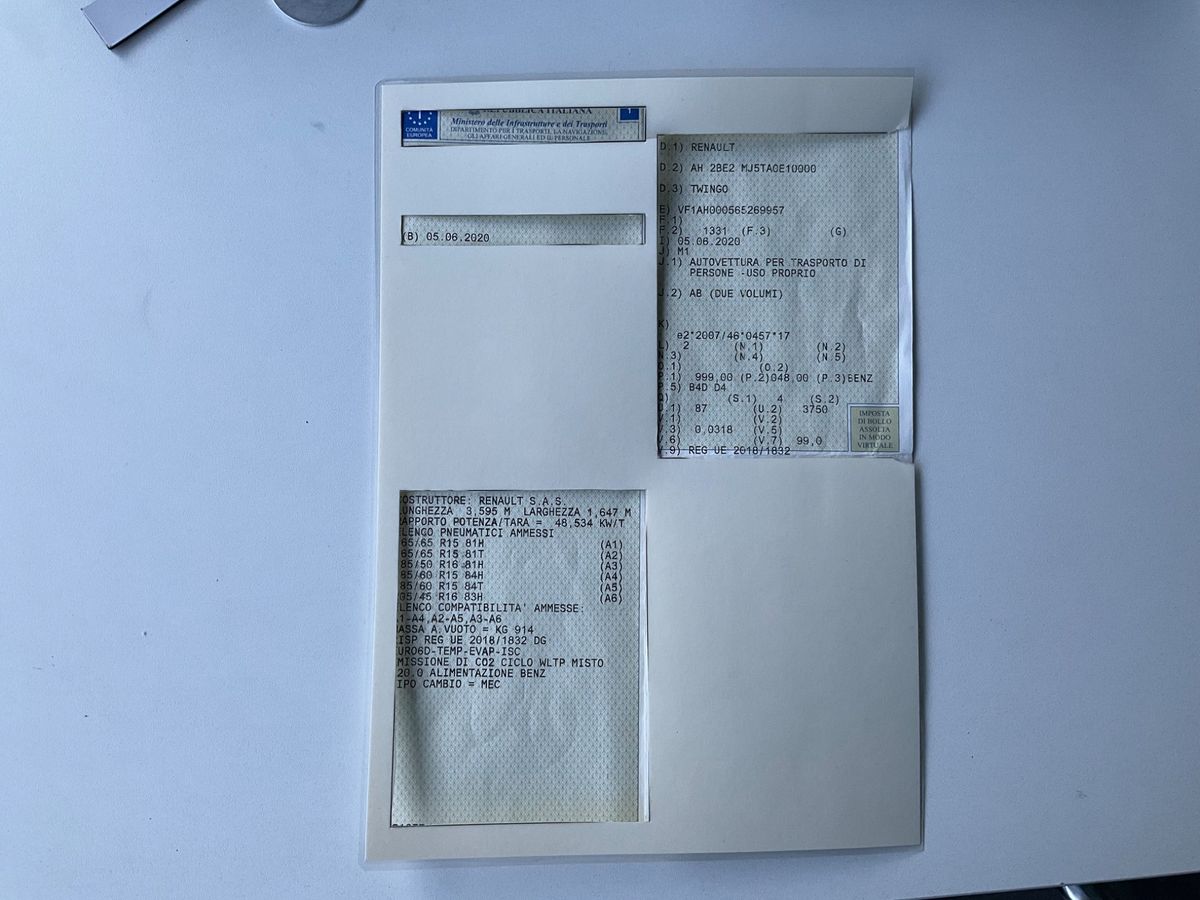 COMUNITÀ
EUROPEA
REPUBBLICA ITALIANA
Ministero delle Infrastrutture e dei Trasporti
DIPARTIMENTO PER I TRASPORTI, LA NAVIGAZIONE,
GLI AFFARI GENERALI ED IL PERSONALE
1
(B) 05.06.2020
D.1) RENAULT
D.2) AH 2BE2 MJ5TA0E10000
D.3) TWINGO
E) VF1AH000565269957
F.1)
F.2) 1331 (F.3) (G)
I) 05.06.2020
J) M1
J.1) AUTOVETTURA PER TRASPORTO DI
PERSONE -USO PROPRIO
J.2) AB (DUE VOLUMI)
K)
e2*2007/46*0457*17
L) 2 (N.1) (N.2)
N.3) (N.4) (N.5)
O.1) (O.2)
P.1) 999,00 (P.2)048,00 (P.3)BENZ
P.5) B4D D4
Q) (S.1) 4 (S.2)
U.1) 87 (U.2) 3750
V.1) (V.2)
V.3) 0,0318 (V.5)
V.6) (V.7) 99,0
V.9) REG UE 2018/1832
IMPOSTA
DI BOLLO
ASSOLTA
IN MODO
VIRTUALE
OSTRUTTORE: RENAULT S.A.S.
UNGHEZZA 3,595 M LARGHEZZA 1,647 M
APPORTO POTENZA/TARA = 48,534 KW/T
LENCO PNEUMATICI AMMESSI
65/65 R15 81H (A1)
65/65 R15 81T (A2)
85/50 R16 81H (A3)
85/60 R15 84H (A4)
85/60 R15 84T (A5)
05/45 R16 83H (A6)
LENCO COMPATIBILITA' AMMESSE:
1-A4,A2-A5,A3-A6
ASSA A VUOTO = KG 914
ISP REG UE 2018/1832 DG
URO6D-TEMP-EVAP-ISC
MISSIONE DI CO2 CICLO WLTP MISTO
20.0 ALIMENTAZIONE BENZ
IPO CAMBIO = MEC